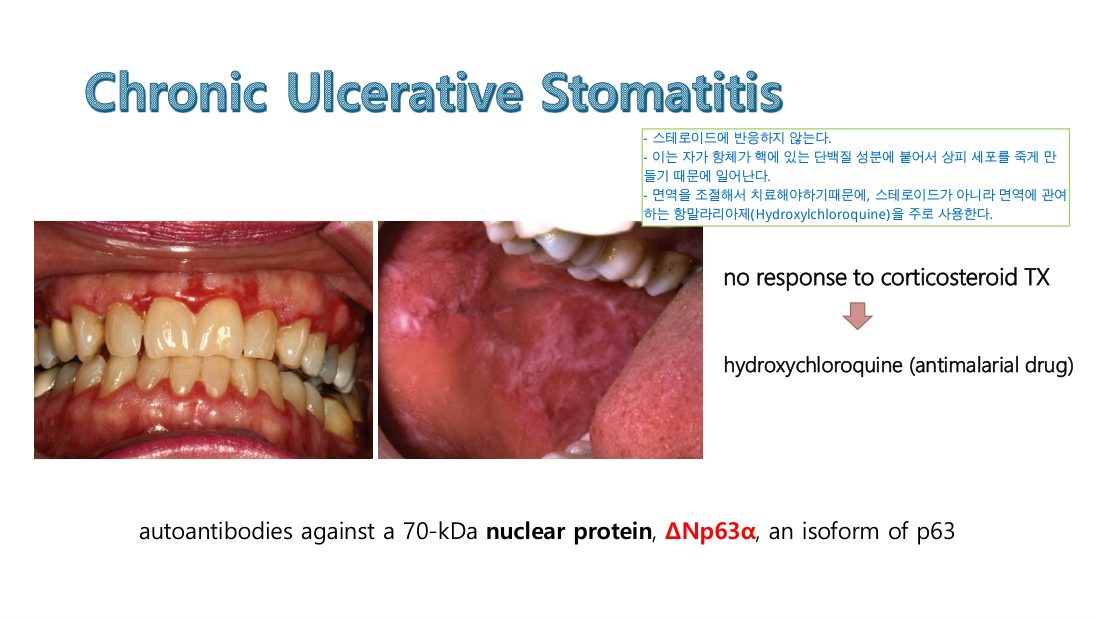 Chronic Ulcerative Stomatitis
- 스테로이드에 반응하지 않는다.
- 이는 자가 항체가 핵에 있는 단백질 성분에 붙어서 상피 세포를 죽게 만
들기 때문에 일어난다.
- 면역을 조절해서 치료해야하기때문에, 스테로이드가 아니라 면역에 관여
하는 항말라리아제(Hydroxylchloroquine)을 주로 사용한다.
no response to corticosteroid TX
hydroxychloroquine (antimalarial drug)
autoantibodies against a 70-kDa nuclear protein, ΔNp63α, an isoform of p63